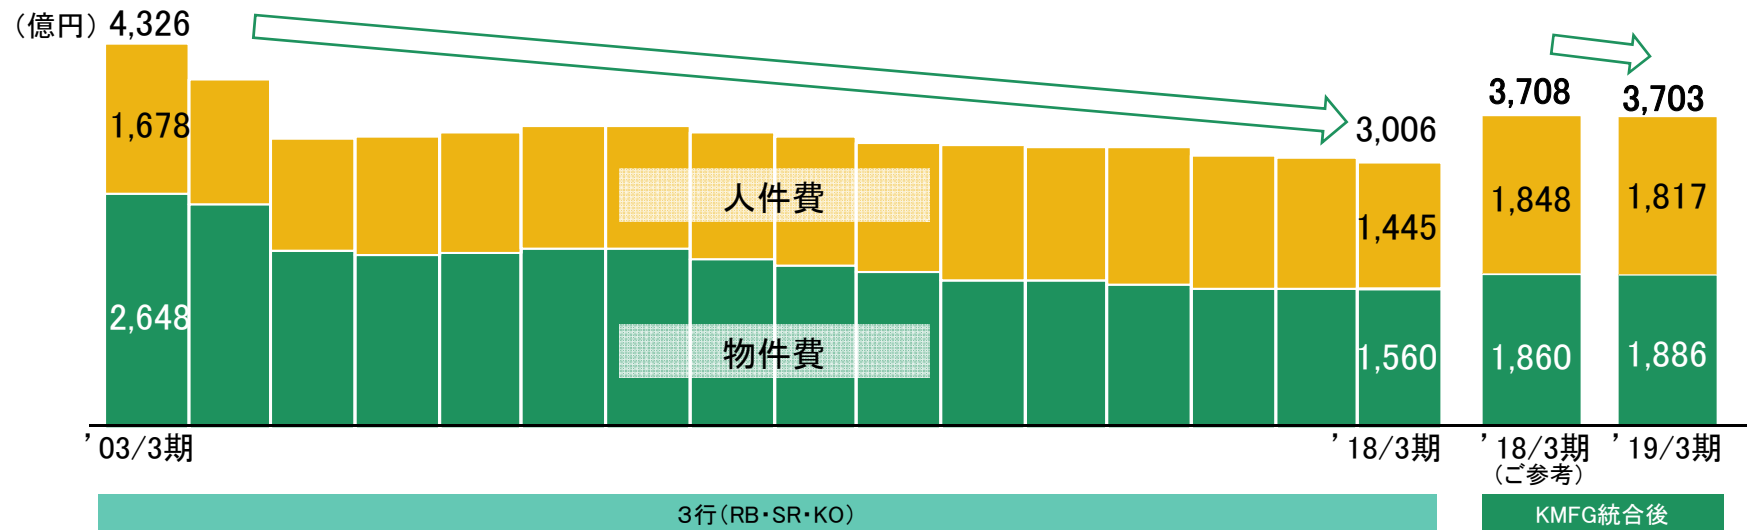 （億円）
4,326
1,678
2,648
人件費
物件費
3,006
1,445
1,560
3,708
1,848
1,860
3,703
1,817
1,886
’03/3期
’18/3期
’18/3期
（ご参考）
’19/3期
３行（RB・SR・KO）
KMFG統合後